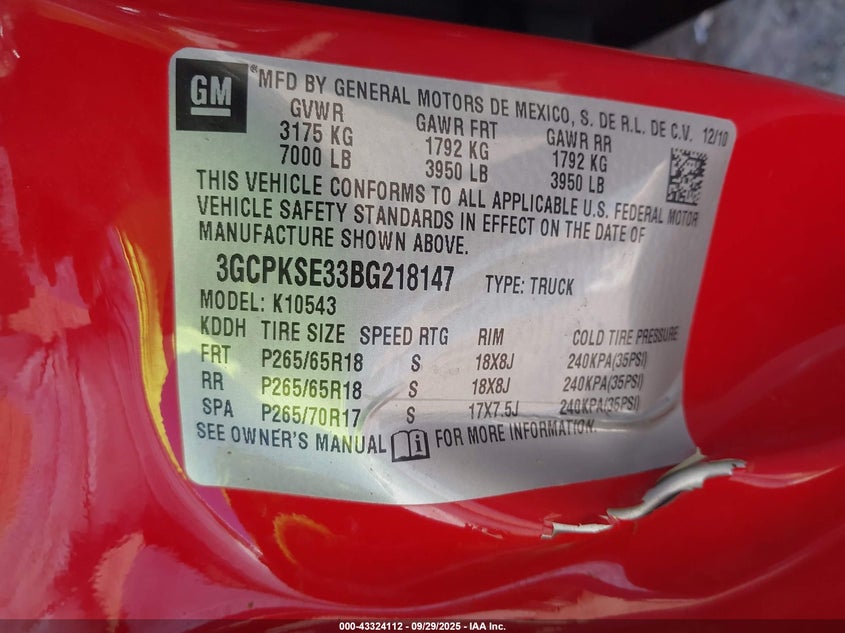 GM
®MFD BY GENERAL MOTORS DE MEXICO, S. DE R.L. DE C.V. 12/10
GVWR GAWR FRT GAWR RR
3175 KG 1792 KG 1792 KG
7000 LB 3950 LB 3950 LB
THIS VEHICLE CONFORMS TO ALL APPLICABLE U.S. FEDERAL MOTOR
VEHICLE SAFETY STANDARDS IN EFFECT ON THE DATE OF
MANUFACTURE SHOWN ABOVE.
3GCPKSE33BG218147 TYPE: TRUCK
MODEL: K10543
KDDH TIRE SIZE SPEED RTG RIM COLD TIRE PRESSURE
FRT P265/65R18 S 18X8J 240KPA(35PSI)
RR P265/65R18 S 18X8J 240KPA(35PSI)
SPA P265/70R17 S 17X7.5J 240KPA(35PSI)
SEE OWNER'S MANUAL FOR MORE INFORMATION.
000-43324112 - 09/29/2025 - IAA Inc.